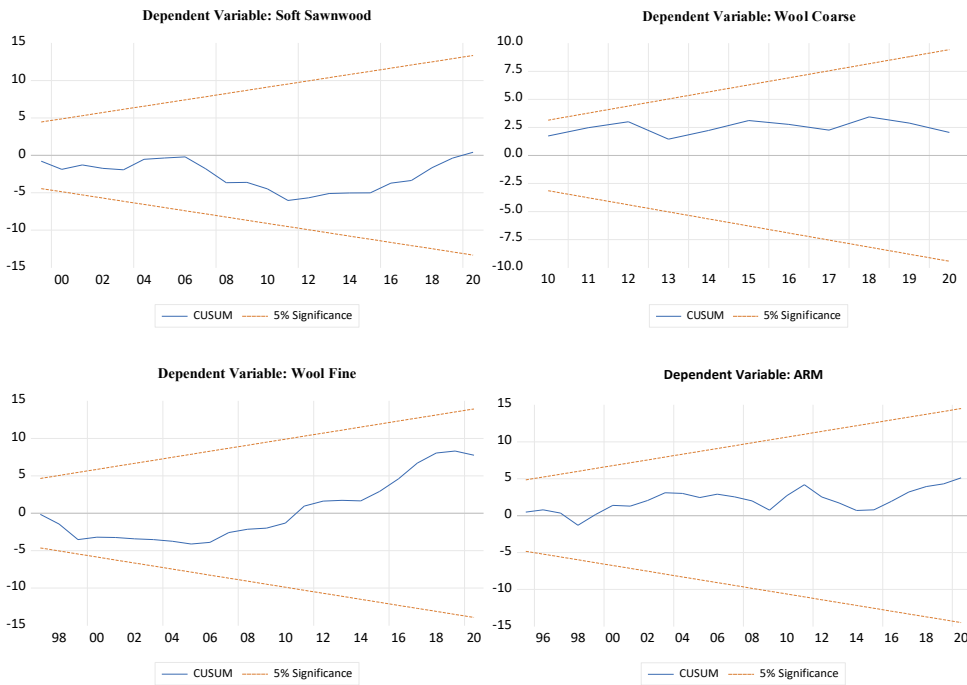 Dependent Variable: Soft Sawnwood
15
10
5
0
-5
-10
-15
00 02 04 06 08 10 12 14 16 18 20
CUSUM 5% Significance
Dependent Variable: Wool Coarse
10.0
7.5
5.0
2.5
0.0
-2.5
-5.0
-7.5
-10.0
10 11 12 13 14 15 16 17 18 19 20
CUSUM 5% Significance
Dependent Variable: Wool Fine
15
10
5
0
-5
-10
-15
98 00 02 04 06 08 10 12 14 16 18 20
CUSUM 5% Significance
Dependent Variable: ARM
15
10
5
0
-5
-10
-15
96 98 00 02 04 06 08 10 12 14 16 18 20
CUSUM 5% Significance